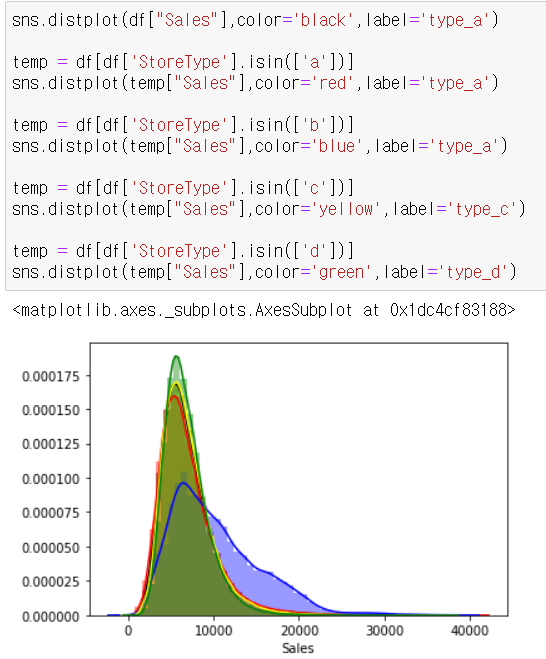 sns.distplot(df["Sales"],color='black',label='type_a')
temp = df[df['StoreType'].isin(['a'])]
sns.distplot(temp["Sales"],color='red',label='type_a')
temp = df[df['StoreType'].isin(['b'])]
sns.distplot(temp["Sales"],color='blue',label='type_a')
temp = df[df['StoreType'].isin(['c'])]
sns.distplot(temp["Sales"],color='yellow',label='type_c')
temp = df[df['StoreType'].isin(['d'])]
sns.distplot(temp["Sales"],color='green',label='type_d')
<matplotlib.axes._subplots.AxesSubplot at 0x1dc4cf83188>
0.000175
0.000150
0.000125
0.000100
0.000075
0.000050
0.000025
0.000000
0 10000 20000 30000 40000
Sales